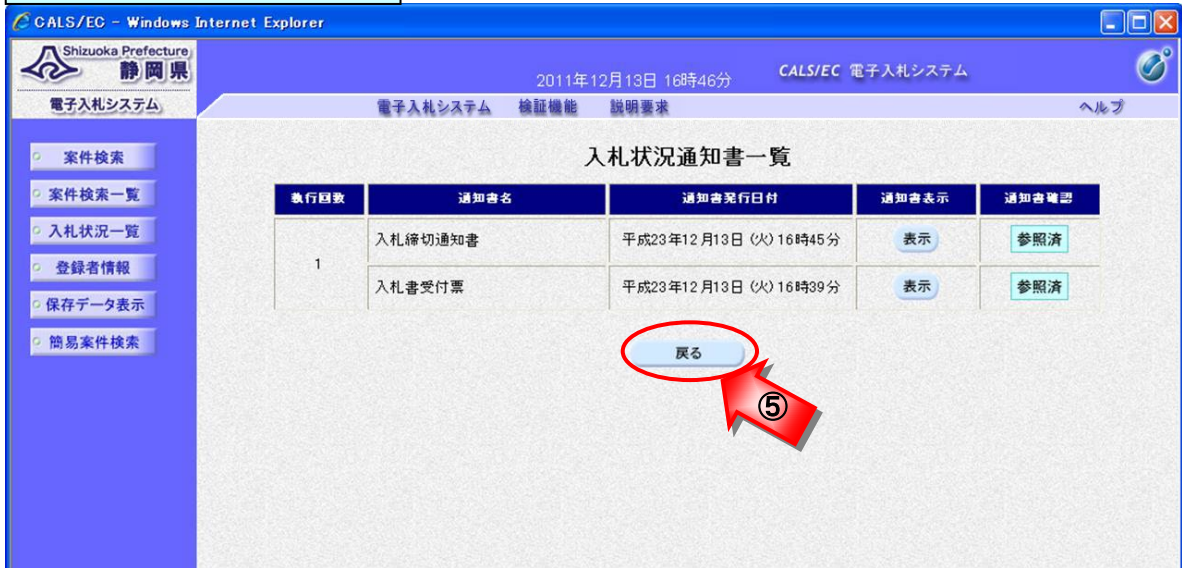 CALS/EC - Windows Internet Explorer
Shizuoka Prefecture
静岡県
電子入札システム
2011年12月13日 16時46分
CALS/EC 電子入札システム
電子入札システム 検証機能 説明要求 ヘルプ
案件検索
案件検索一覧
入札状況一覧
登録者情報
保存データ表示
簡易案件検索
入札状況通知書一覧
執行回数 通知書名 通知書発行日付 通知書表示 通知書確認
1
入札締切通知書 平成23年12月13日 (火) 16時45分 表示 参照済
入札書受付票 平成23年12月13日 (火) 16時39分 表示 参照済
戻る
⑤